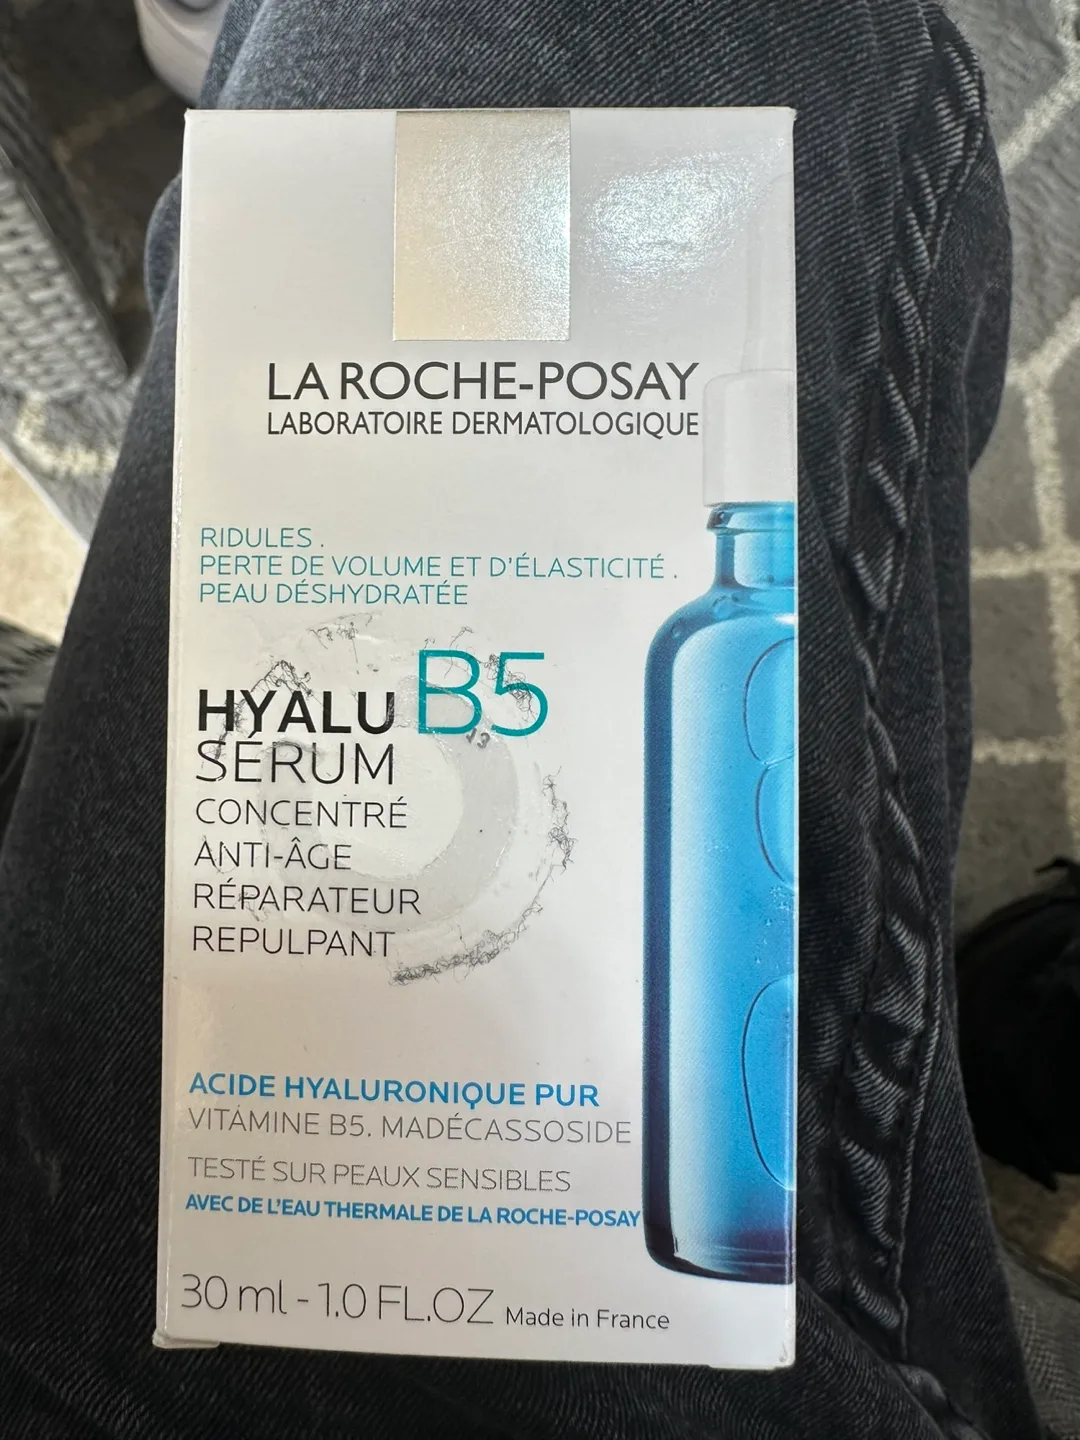 LA ROCHE-POSAY
LABORATOIRE DERMATOLOGIQUE
RIDULES .
PERTE DE VOLUME ET D'ÉLASTICITÉ .
PEAU DÉSHYDRATÉE
HYALU B5
SÉRUM
CONCENTRÉ
ANTI-ÂGE
RÉPARATEUR
REPULPANT
ACIDE HYALURONIQUE PUR
VITAMINE B5. MADÉCASSOSIDE
TESTÉ SUR PEAUX SENSIBLES
AVEC DE L'EAU THERMALE DE LA ROCHE-POSAY
30 ml - 1.0 FL.OZ Made in France